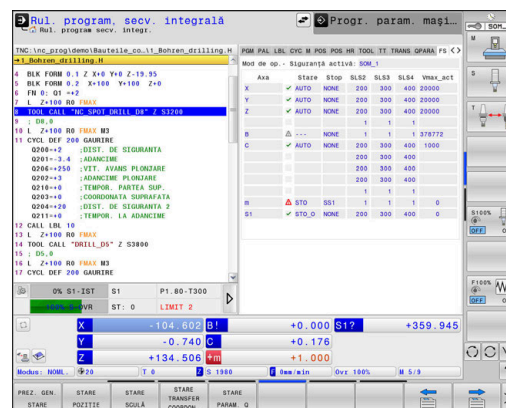 Rul. program, secv. integrală
Rul. program, secv. integr.
Progr. param. maşi…
SOM_
TNC:\nc_prog\demo\Bauteile_co…\1_Bohren_drilling.H
→1_Bohren_drilling.H
4 BLK FORM 0.1 Z X+0 Y+0 Z-19.95
5 BLK FORM 0.2 X+100 Y+100 Z+0
6 FN 0: Q1 =+2
7 L Z+100 R0 FMAX
8 TOOL CALL "NC_SPOT_DRILL_D8" Z S3200
9 ; D8,0
10 L Z+100 R0 FMAX M3
11 CYCL DEF 200 GAURIRE
Q200=+2 ;DIST. DE SIGURANTA
Q201=-3.4 ;ADANCIME
Q206=+250 ;VIT. AVANS PLONJARE
Q202=+3 ;ADANCIME PLONJARE
Q210=+0 ;TEMPOR. PARTEA SUP.
Q203=+0 ;COORDONATA SUPRAFATA
Q204=+20 ;DIST. DE SIGURANTA 2
Q211=+0 ;TEMPOR. LA ADANCIME
12 CALL LBL 10
13 L Z+100 R0 FMAX
14 TOOL CALL "DRILL_D5" Z S3800
15 ; D5,0
16 L Z+100 R0 FMAX M3
17 CYCL DEF 200 GAURIRE
PGM PAL LBL CYC M POS POS HR TOOL TT TRANS QPARA FS
Mod de op. - Siguranţă activă: SOM_1
Axa Stare Stop SLS2 SLS3 SLS4 Vmax_act
X AUTO NONE 200 300 400 20000
Y AUTO NONE 200 300 400 20000
Z AUTO NONE 200 300 400 20000
1 1 1
B --- NONE 1 1 1 378772
C AUTO NONE 200 300 400 1000
200 300 400
200 300 400
200 300 400
1 1 1
m STO SS1 1 1 1 0
S1 STO_O NONE 200 300 400 0
0% S1-IST S1 P1.80-T300
ST: 0 LIMIT 2
X -104.602 B! +0.000 S1? +359.945
Y -0.740 C +0.176
Z +134.506 +m +1.000
Modus: NOML. 20 T 0 Z S 1980 F 0mm/min Ovr 100% M 5/9
PREZ. GEN. STARE
STARE POZIŢIE
STARE SCULĂ
STARE TRANSFER COORDON.
STARE PARAM. Q
M
S
T
S100%
OFF
F100%
OFF